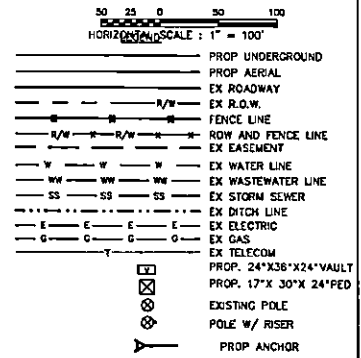 50 25 0 50 100
HORIZONTAL SCALE : 1" = 100'
LEGEND
PROP UNDERGROUND
PROP AERIAL
EX ROADWAY
R/W EX R.O.W.
FENCE LINE
R/W X R/W X X ROW AND FENCE LINE
EX EASEMENT
W W W EX WATER LINE
WW WW WW EX WASTEWATER LINE
SS SS SS EX STORM SEWER
EX DITCH LINE
E E E E EX ELECTRIC
G G G G EX GAS
T EX TELECOM
V PROP. 24"X36"X24"VAULT
PROP. 17"X 30"X 24"PED
EXISTING POLE
POLE W/ RISER
PROP ANCHOR